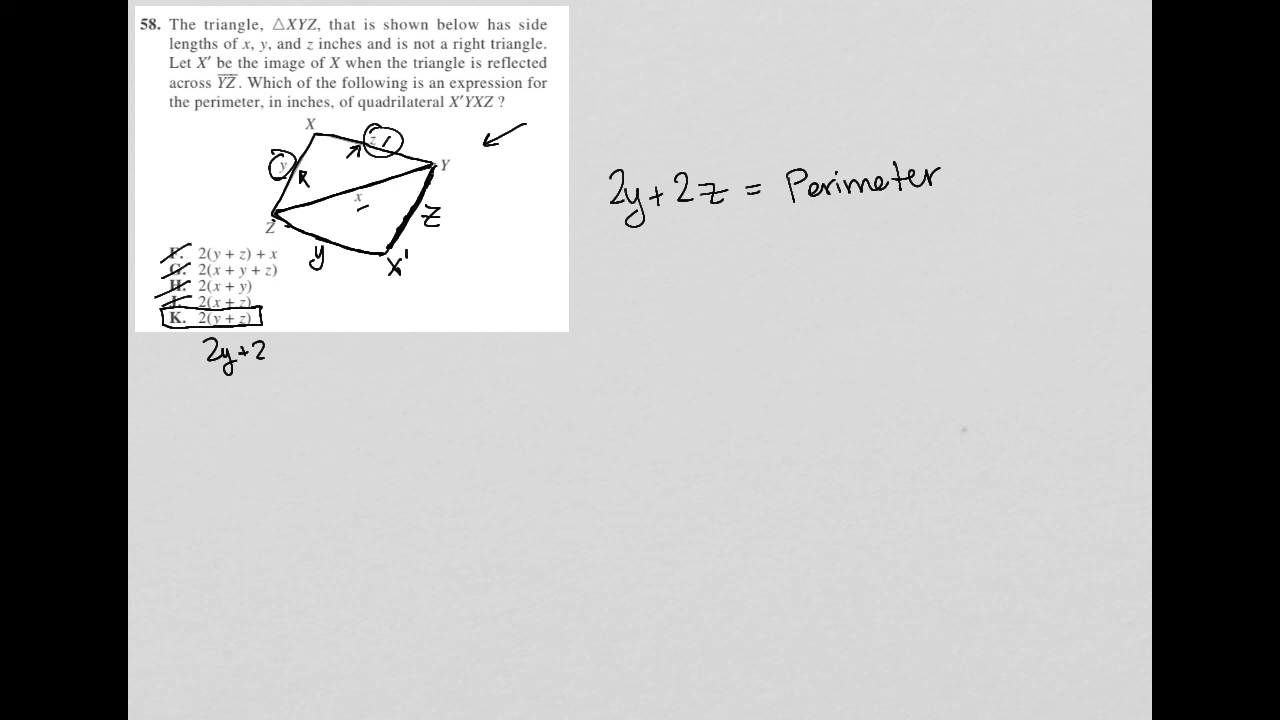 58. The triangle, △XYZ, that is shown below has side
lengths of x, y, and z inches and is not a right triangle.
Let X′ be the image of X when the triangle is reflected
across YZ. Which of the following is an expression for
the perimeter, in inches, of quadrilateral X′YXZ ?
X
z
y
Y
x
Z
z
y
X'
F. 2(y + z) + x
G. 2(x + y + z)
H. 2(x + y)
J. 2(x + z)
K. 2(y + z)
2y+2
2y+2z = Perimeter